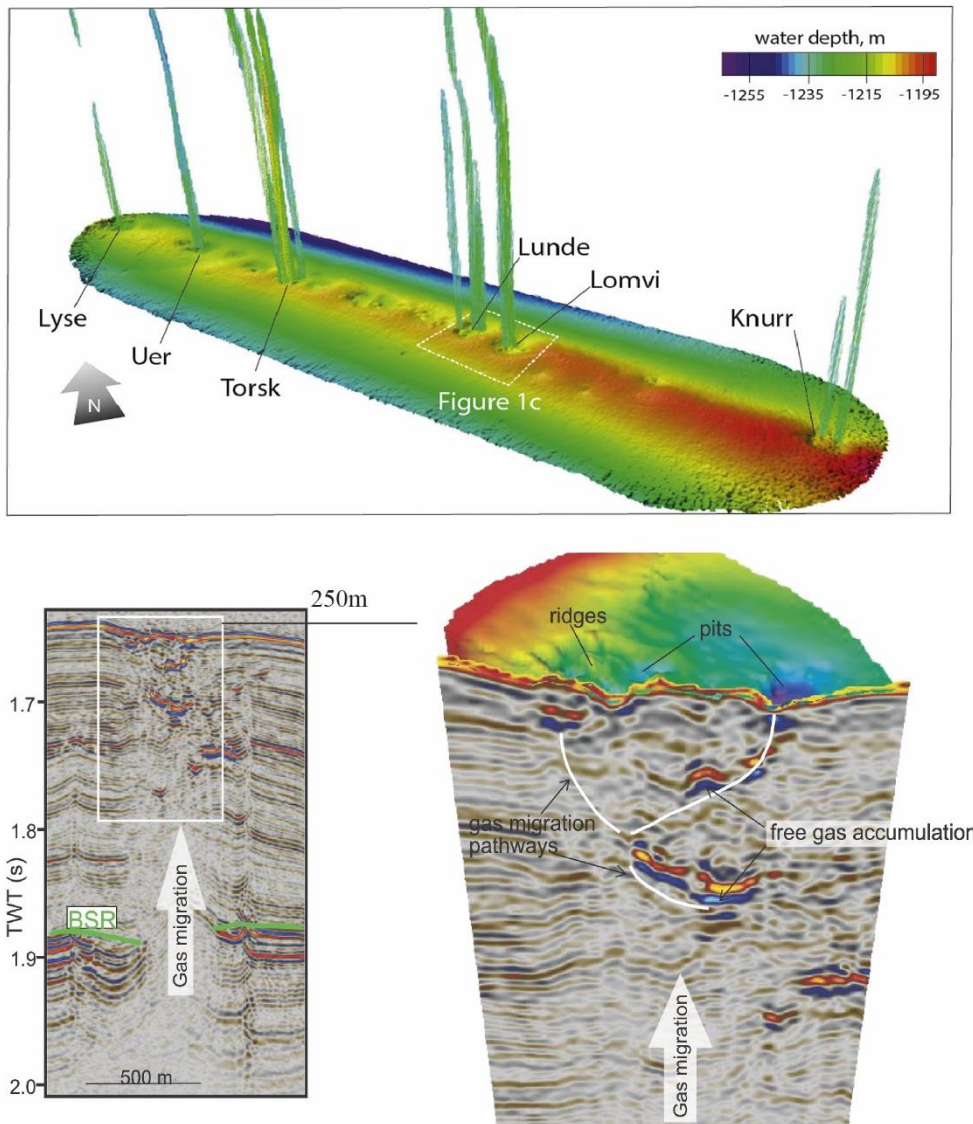 water depth, m
-1255 -1235 -1215 -1195
Lunde
Lomvi
Lyse
Knurr
Uer
Torsk
Figure 1c
N
250m
ridges
pits
1.7
1.8
gas migration
pathways
free gas accumulation
TWT (s)
BSR
Gas migration
1.9
Gas migration
500 m
2.0